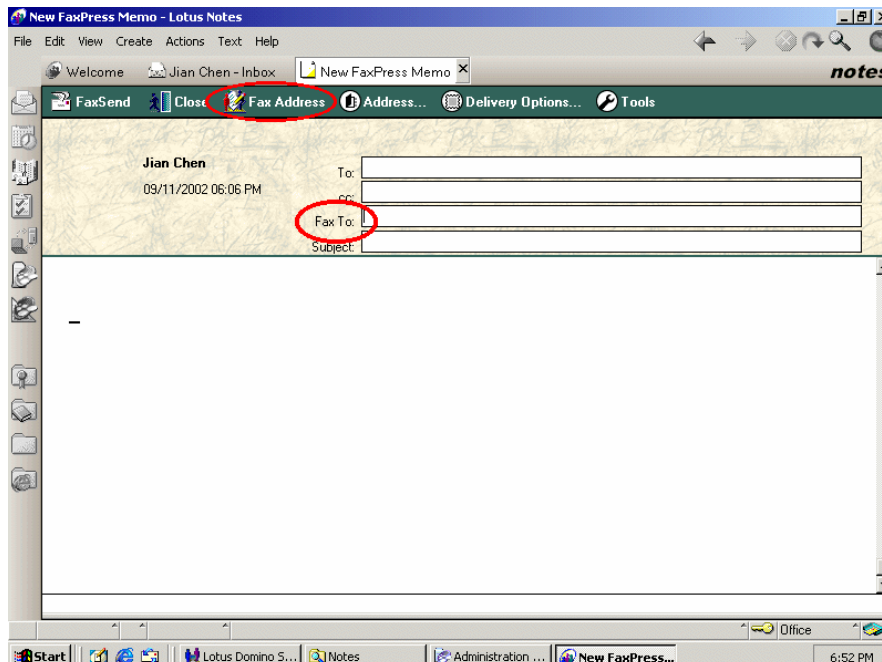 New FaxPress Memo - Lotus Notes
File Edit View Create Actions Text Help
Welcome Jian Chen - Inbox New FaxPress Memo
notes
FaxSend Close Fax Address Address... Delivery Options... Tools
Jian Chen
09/11/2002 06:06 PM
To:
cc:
Fax To:
Subject:
Office
Start Lotus Domino S... Notes Administration ... New FaxPress... 6:52 PM